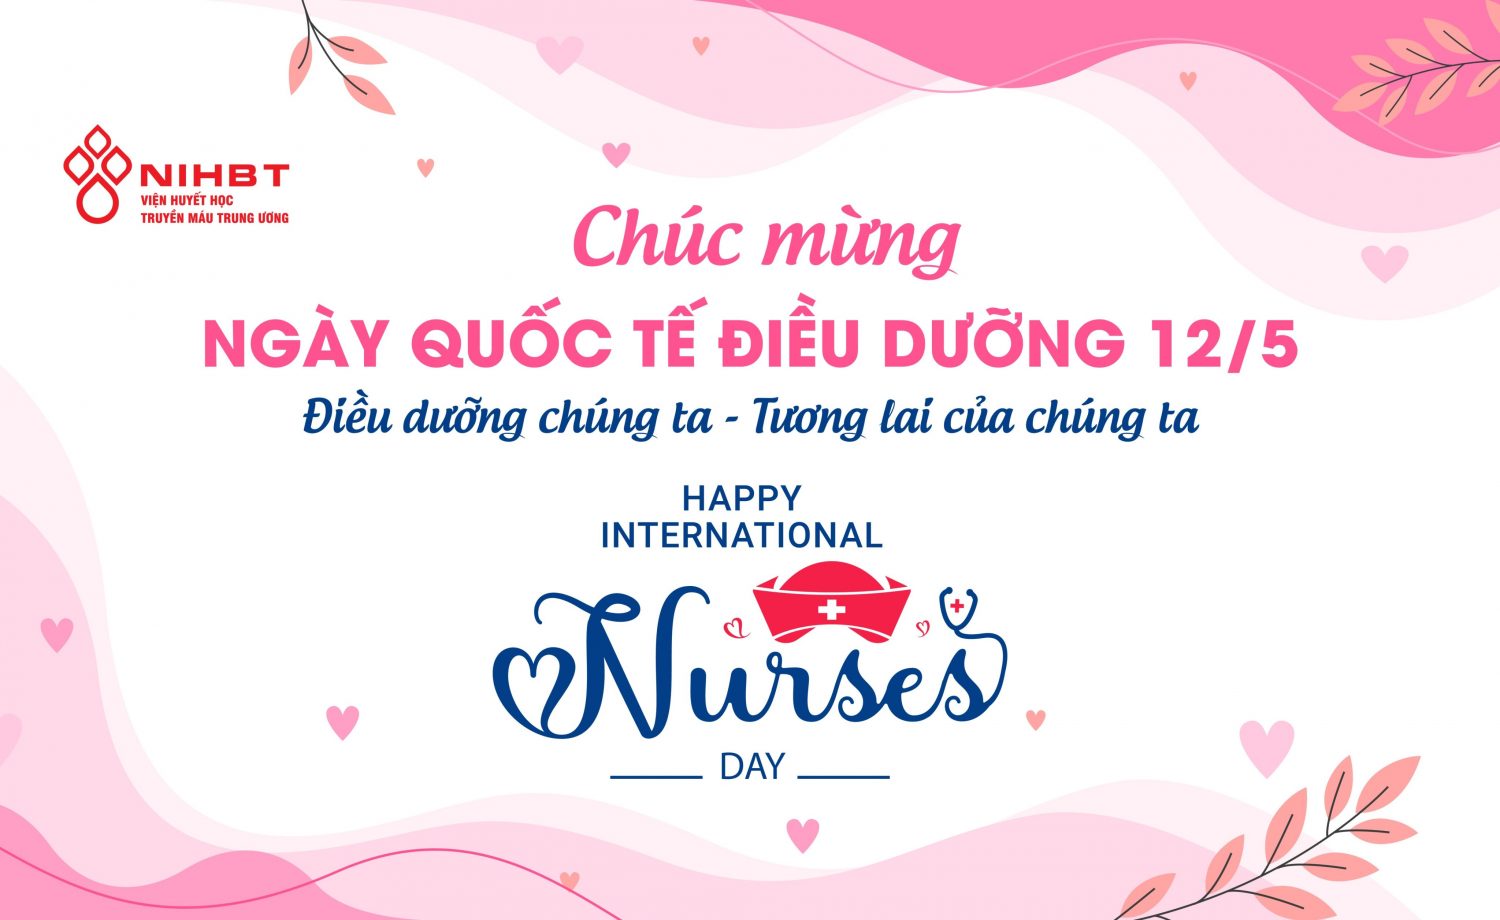 NIHBT
VIỆN HUYẾT HỌC
TRUYỀN MÁU TRUNG ƯƠNG
Chúc mừng
NGÀY QUỐC TẾ ĐIỀU DƯỠNG 12/5
Điều dưỡng chúng ta - Tương lai của chúng ta
HAPPY
INTERNATIONAL
Nurses
DAY